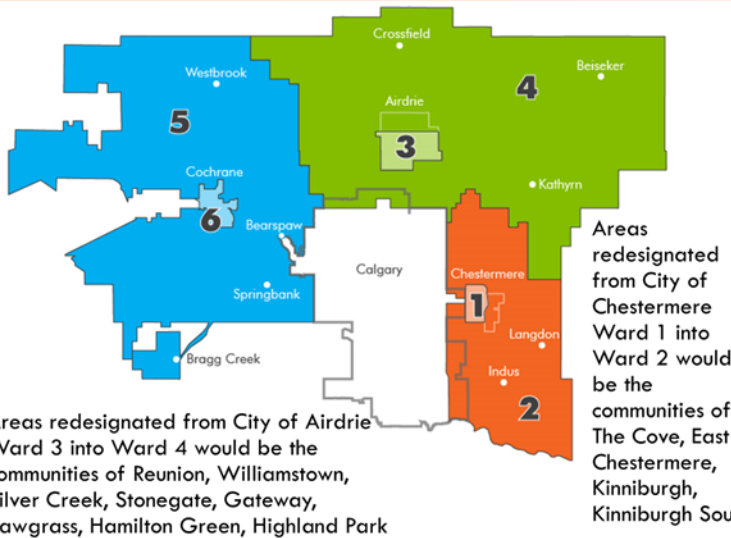 Crossfield
Beiseker
Westbrook
4
Airdrie
5
3
Cochrane
Kathyrn
6
Bearspaw
Calgary
Chestermere
Springbank
1
Langdon
Bragg Creek
Indus
2
Areas
redesignated
from City of
Chestermere
Ward 1 into
Ward 2 would
be the
communities of
The Cove, East
Chestermere,
Kinniburgh,
Kinniburgh Sou
reas redesignated from City of Airdrie
Ward 3 into Ward 4 would be the
ommunities of Reunion, Williamstown,
ilver Creek, Stonegate, Gateway,
awgrass, Hamilton Green, Highland Park